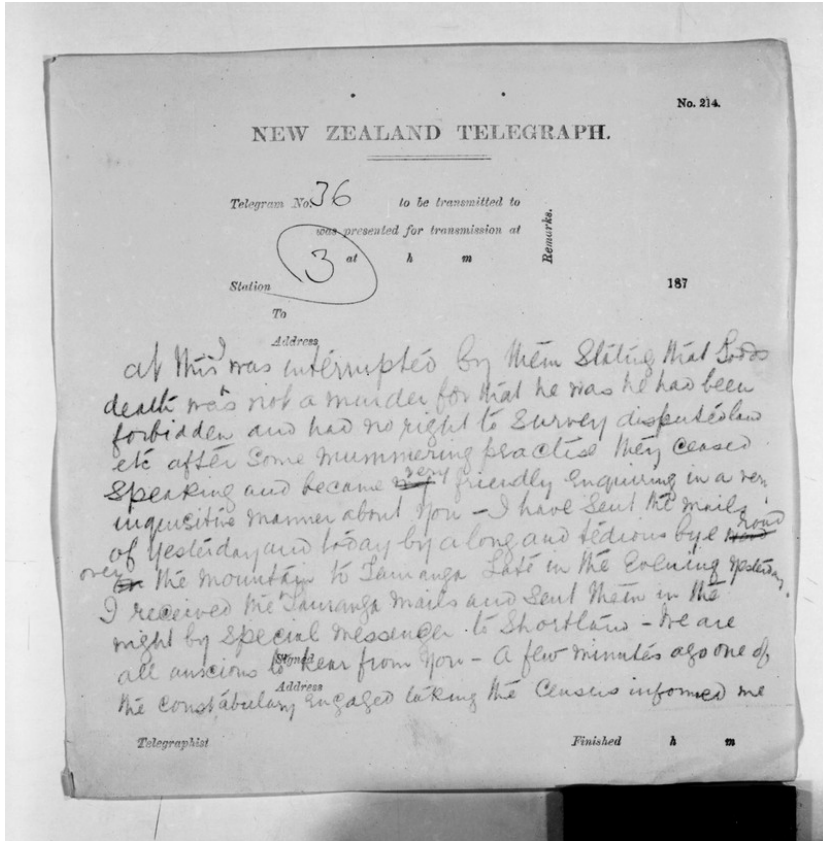 No. 214.
NEW ZEALAND TELEGRAPH.
Telegram No. 36 to be transmitted to
was presented for transmission at
3 at h m
Remarks.
Station 187
To
Address
at this I was interrupted by them Stating that Todds
death was not a murder for that he was he had been
forbidden and had no right to Survey disputed lan
etc after Some mummering practise they ceased
Speaking and became very friendly Enquiring in a very
inquisitive manner about you - I have Sent the mails
of yesterday and today by a long and tedious bye road
over the mountain to Tauranga Late in the Evening yesterday.
I received the Tauranga Mails and Sent them in the
night by Special Messenger to Shortland - We are
all anxious to hear from you - A few minutes ago one of
Signed
Address
the constabulary Engaged taking the Census informed me
Telegraphist Finished h m